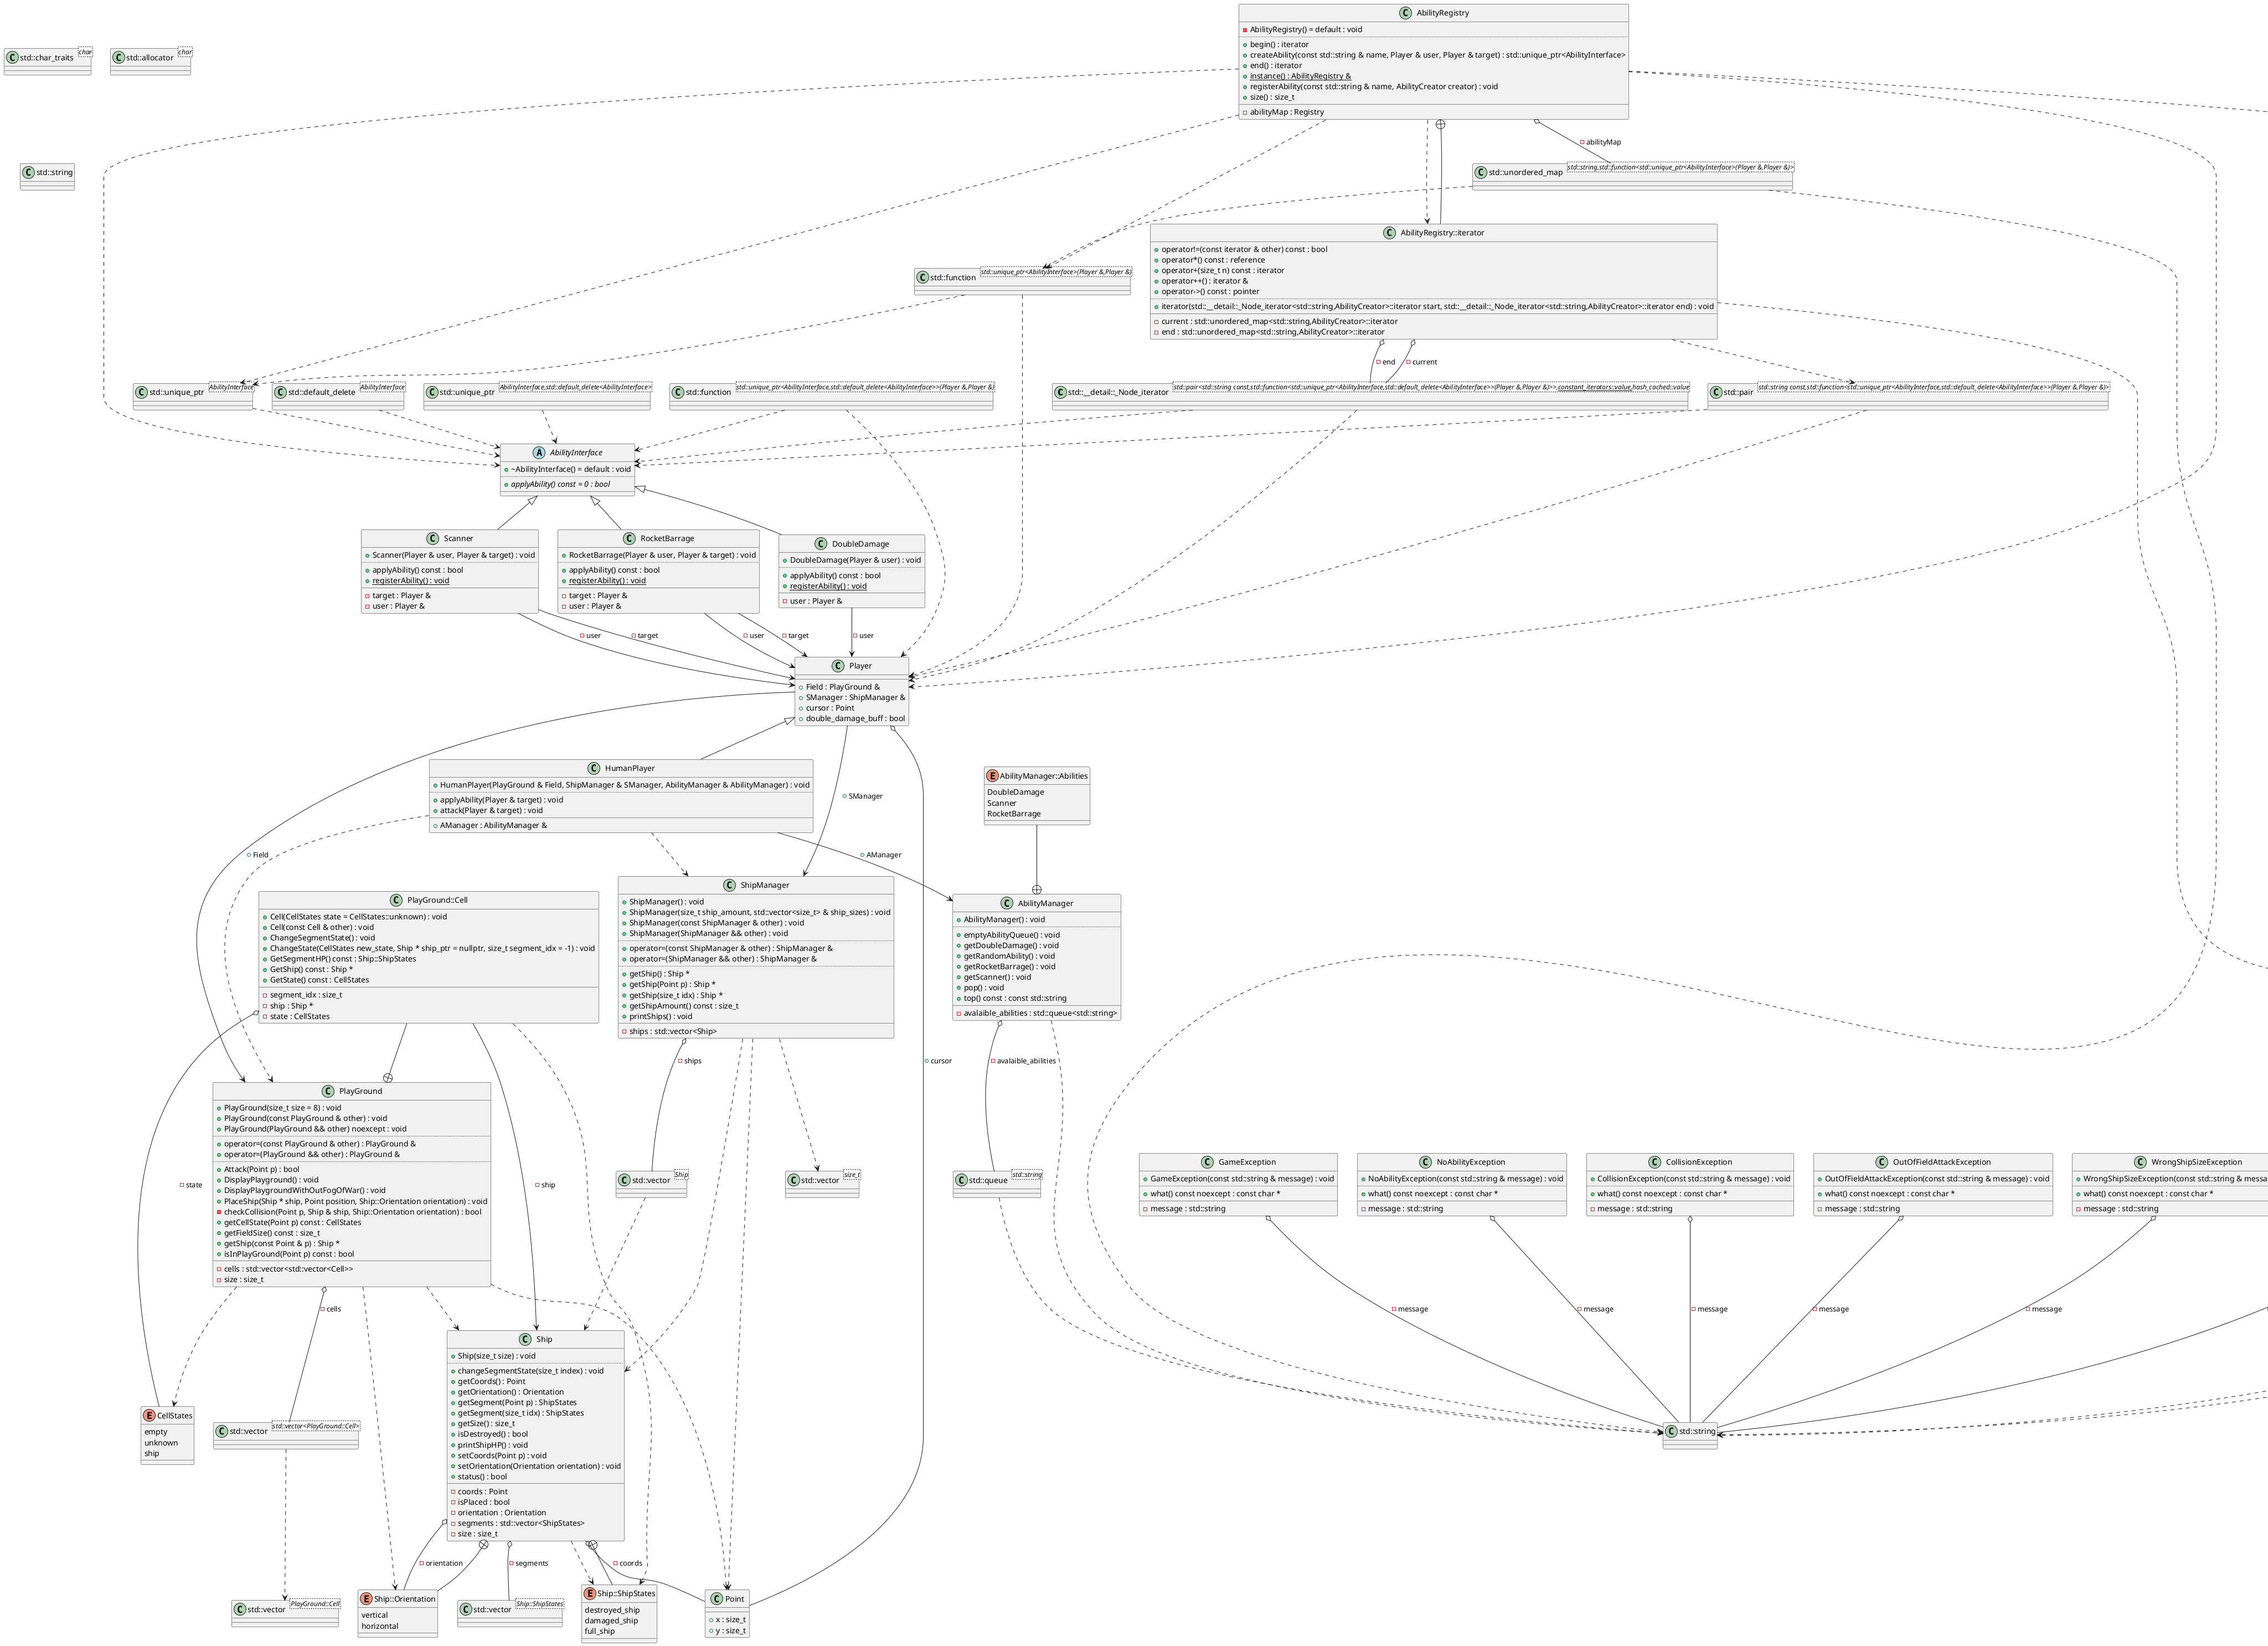 AbilityRegistry
AbilityRegistry() = default : void
begin() : iterator
createAbility(const std::string & name, Player & user, Player & target) : std::unique_ptr<AbilityInterface>
end() : iterator
instance() : AbilityRegistry &
registerAbility(const std::string & name, AbilityCreator creator) : void
size() : size_t
abilityMap : Registry
std::char_traits
char
std::allocator
char
abilityMap
std::string
std::unordered_map
std::string,std::function<std::unique_ptr<AbilityInterface>(Player &,Player &)>
AbilityRegistry::iterator
operator!=(const iterator & other) const : bool
operator*() const : reference
operator+(size_t n) const : iterator
operator++() : iterator &
operator->() const : pointer
iterator(std::__detail::_Node_iterator<std::string,AbilityCreator>::iterator start, std::__detail::_Node_iterator<std::string,AbilityCreator>::iterator end) : void
current : std::unordered_map<std::string,AbilityCreator>::iterator
end : std::unordered_map<std::string,AbilityCreator>::iterator
std::function
std::unique_ptr<AbilityInterface>(Player &,Player &)
end
current
std::unique_ptr
AbilityInterface
std::default_delete
AbilityInterface
std::unique_ptr
AbilityInterface,std::default_delete<AbilityInterface>
std::function
std::unique_ptr<AbilityInterface,std::default_delete<AbilityInterface>>(Player &,Player &)
std::__detail::_Node_iterator
std::pair<std::string const,std::function<std::unique_ptr<AbilityInterface,std::default_delete<AbilityInterface>>(Player &,Player &)>>,constant_iterators::value,hash_cached::value
std::pair
std::string const,std::function<std::unique_ptr<AbilityInterface,std::default_delete<AbilityInterface>>(Player &,Player &)>
AbilityInterface
~AbilityInterface() = default : void
applyAbility() const = 0 : bool
Scanner
Scanner(Player & user, Player & target) : void
applyAbility() const : bool
registerAbility() : void
target : Player &
user : Player &
RocketBarrage
RocketBarrage(Player & user, Player & target) : void
applyAbility() const : bool
registerAbility() : void
target : Player &
user : Player &
DoubleDamage
DoubleDamage(Player & user) : void
applyAbility() const : bool
registerAbility() : void
user : Player &
user
target
user
target
user
Player
Field : PlayGround &
SManager : ShipManager &
cursor : Point
double_damage_buff : bool
HumanPlayer
HumanPlayer(PlayGround & Field, ShipManager & SManager, AbilityManager & AbilityManager) : void
applyAbility(Player & target) : void
attack(Player & target) : void
AManager : AbilityManager &
AbilityManager::Abilities
DoubleDamage
Scanner
RocketBarrage
SManager
Field
AManager
PlayGround::Cell
Cell(CellStates state = CellStates::unknown) : void
Cell(const Cell & other) : void
ChangeSegmentState() : void
ChangeState(CellStates new_state, Ship * ship_ptr = nullptr, size_t segment_idx = -1) : void
GetSegmentHP() const : Ship::ShipStates
GetShip() const : Ship *
GetState() const : CellStates
segment_idx : size_t
ship : Ship *
state : CellStates
ShipManager
ShipManager() : void
ShipManager(size_t ship_amount, std::vector<size_t> & ship_sizes) : void
ShipManager(const ShipManager & other) : void
ShipManager(ShipManager && other) : void
operator=(const ShipManager & other) : ShipManager &
operator=(ShipManager && other) : ShipManager &
getShip() : Ship *
getShip(Point p) : Ship *
getShip(size_t idx) : Ship *
getShipAmount() const : size_t
printShips() : void
ships : std::vector<Ship>
AbilityManager
AbilityManager() : void
emptyAbilityQueue() : void
getDoubleDamage() : void
getRandomAbility() : void
getRocketBarrage() : void
getScanner() : void
pop() : void
top() const : const std::string
avalaible_abilities : std::queue<std::string>
ships
cursor
avalaible_abilities
PlayGround
PlayGround(size_t size = 8) : void
PlayGround(const PlayGround & other) : void
PlayGround(PlayGround && other) noexcept : void
operator=(const PlayGround & other) : PlayGround &
operator=(PlayGround && other) : PlayGround &
Attack(Point p) : bool
DisplayPlayground() : void
DisplayPlaygroundWithOutFogOfWar() : void
PlaceShip(Ship * ship, Point position, Ship::Orientation orientation) : void
checkCollision(Point p, Ship & ship, Ship::Orientation orientation) : bool
getCellState(Point p) const : CellStates
getFieldSize() const : size_t
getShip(const Point & p) : Ship *
isInPlayGround(Point p) const : bool
cells : std::vector<std::vector<Cell>>
size : size_t
state
ship
std::vector
Ship
std::vector
size_t
std::queue
std::string
GameException
GameException(const std::string & message) : void
what() const noexcept : const char *
message : std::string
NoAbilityException
NoAbilityException(const std::string & message) : void
what() const noexcept : const char *
message : std::string
CollisionException
CollisionException(const std::string & message) : void
what() const noexcept : const char *
message : std::string
OutOfFieldAttackException
OutOfFieldAttackException(const std::string & message) : void
what() const noexcept : const char *
message : std::string
WrongShipSizeException
WrongShipSizeException(const std::string & messa
what() const noexcept : const char *
message : std::string
cells
message
message
message
message
message
Ship
Ship(size_t size) : void
changeSegmentState(size_t index) : void
getCoords() : Point
getOrientation() : Orientation
getSegment(Point p) : ShipStates
getSegment(size_t idx) : ShipStates
getSize() : size_t
isDestroyed() : bool
printShipHP() : void
setCoords(Point p) : void
setOrientation(Orientation orientation) : void
status() : bool
coords : Point
isPlaced : bool
orientation : Orientation
segments : std::vector<ShipStates>
size : size_t
CellStates
empty
unknown
ship
std::vector
std::vector<PlayGround::Cell>
std::string
orientation
segments
coords
std::vector
PlayGround::Cell
Ship::Orientation
vertical
horizontal
std::vector
Ship::ShipStates
Ship::ShipStates
destroyed_ship
damaged_ship
full_ship
Point
x : size_t
y : size_t